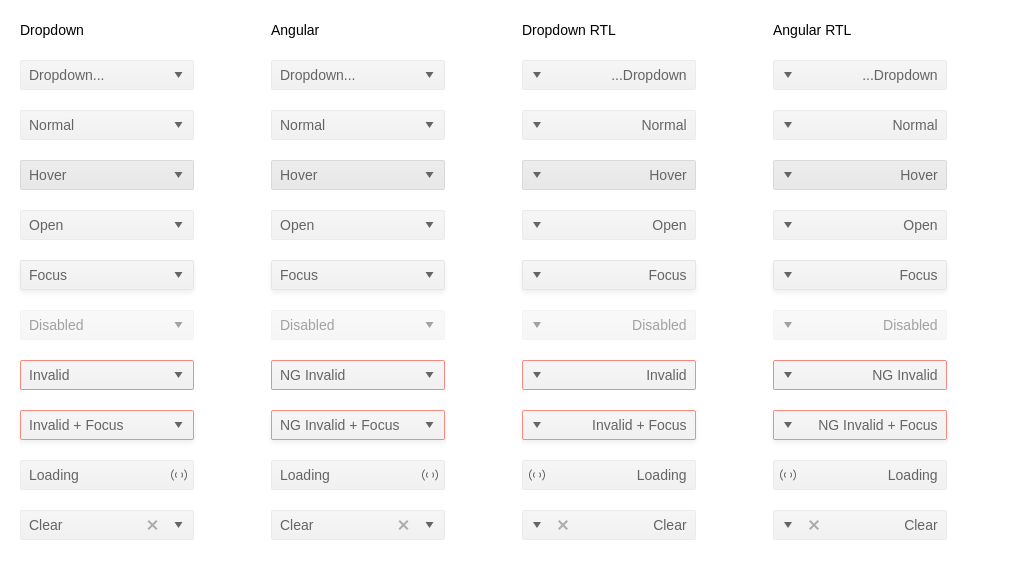 Dropdown Angular Dropdown RTL Angular RTL
Dropdown... Dropdown... ...Dropdown ...Dropdown
Normal Normal Normal Normal
Hover Hover Hover Hover
Open Open Open Open
Focus Focus Focus Focus
Disabled Disabled Disabled Disabled
Invalid NG Invalid Invalid NG Invalid
Invalid + Focus NG Invalid + Focus Invalid + Focus NG Invalid + Focus
Loading Loading Loading Loading
Clear Clear Clear Clear